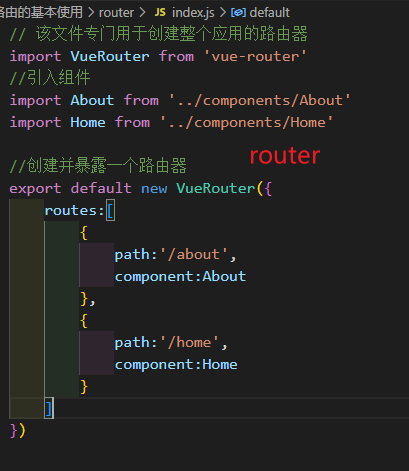 路由的基本使用 > router > JS index.js > default
// 该文件专门用于创建整个应用的路由器
import VueRouter from 'vue-router'
//引入组件
import About from '../components/About'
import Home from '../components/Home'
//创建并暴露一个路由器
router
export default new VueRouter({
routes:[
{
path:'/about',
component:About
},
{
path:'/home',
component:Home
}
]
})